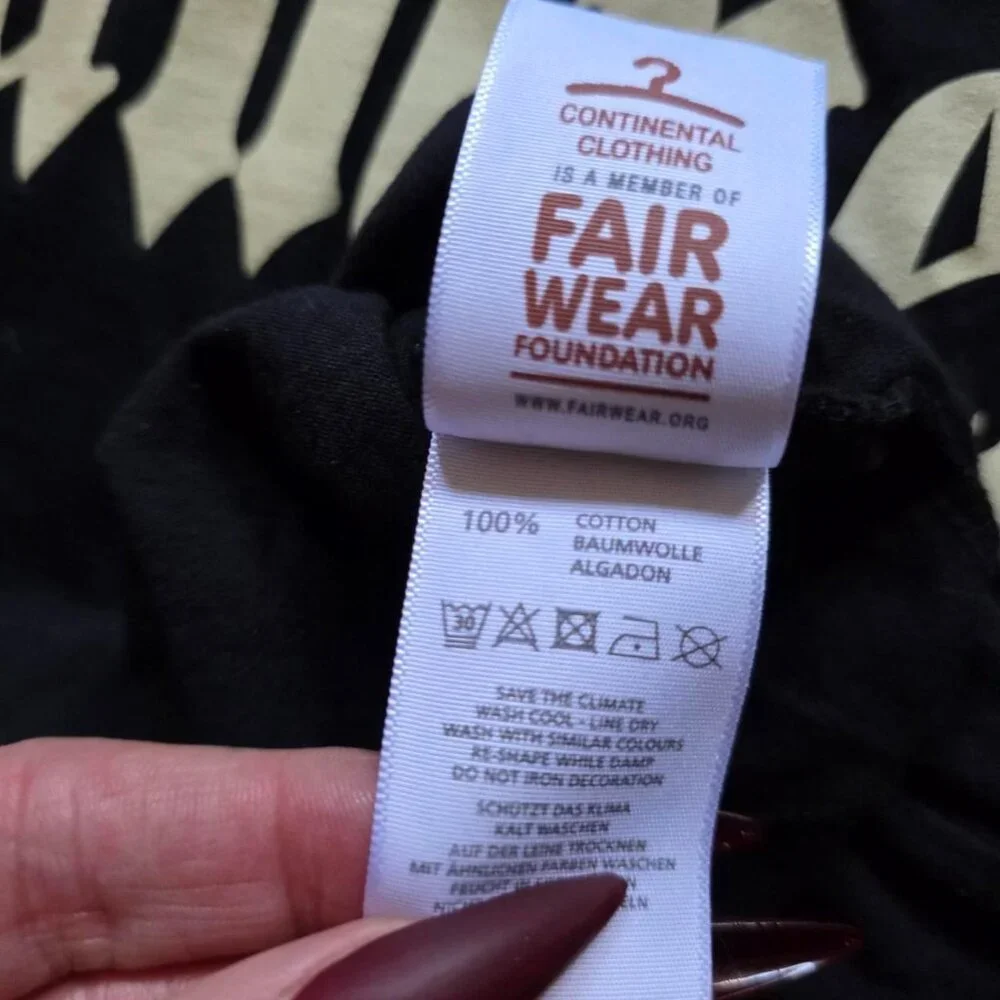 CONTINENTAL
CLOTHING
IS A MEMBER OF
FAIR
WEAR
FOUNDATION
WWW.FAIRWEAR.ORG
100% COTTON
BAUMWOLLE
ALGADON
30
SAVE THE CLIMATE
WASH COOL - LINE DRY
WASH WITH SIMILAR COLOURS
RE-SHAPE WHILE DAMP
DO NOT IRON DECORATION
SCHÜTZT DAS KLIMA
KALT WASCHEN
AUF DER LEINE TROCKNEN
MIT ÄHNLICHEN FARBEN WASCHEN
FEUCHT